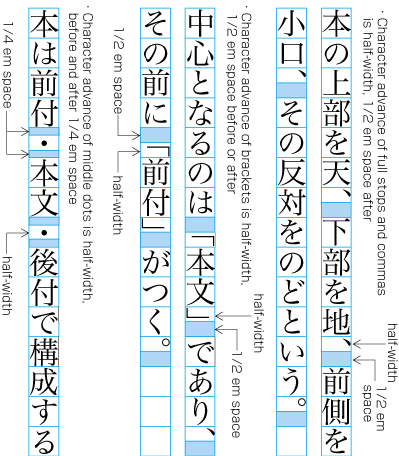 ・Character advance of full stops and commas
is half-width, 1/2 em space after
本の上部を天、下部を地、前側を
half-width
1/2 em
space
小口、その反対をのどという。
・Character advance of brackets is half-width,
1/2 em space before or after
中心となるのは「本文」であり、
half-width
1/2 em space
その前に「前付」がつく。
1/2 em space
half-width
・Character advance of middle dots is half-width,
before and after 1/4 em space
本は前付・本文・後付で構成する
1/4 em space
half-width